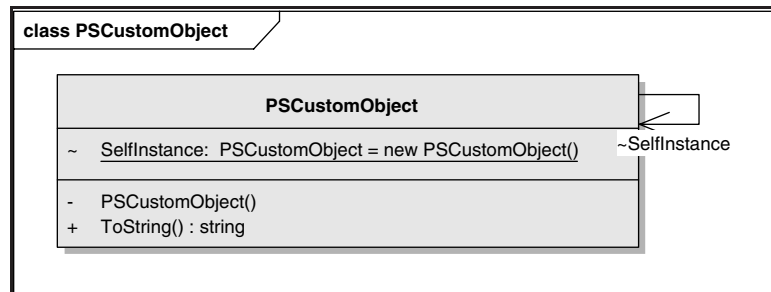 class PSCustomObject
PSCustomObject
~ SelfInstance: PSCustomObject = new PSCustomObject()
~SelfInstance
- PSCustomObject()
+ ToString() : string